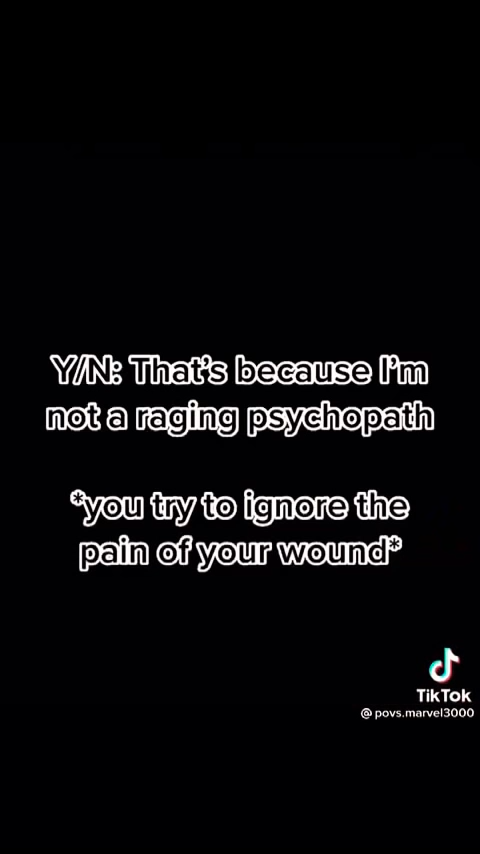 Y/N: That's because I'm
not a raging psychopath
*you try to ignore the
pain of your wound*
TikTok
@povs.marvel3000